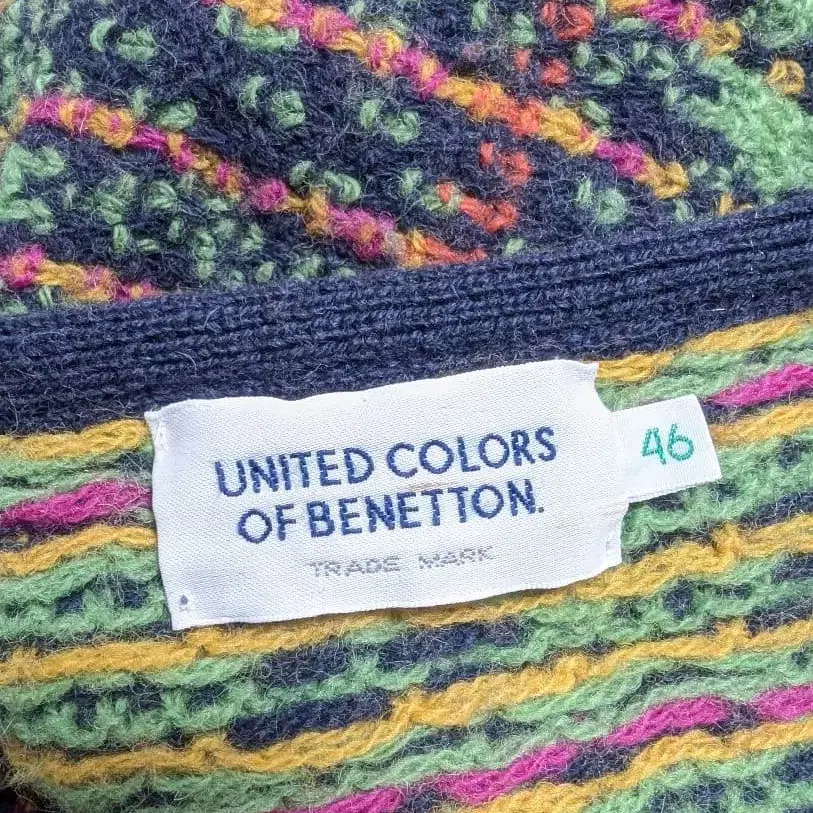 UNITED COLORS
OF BENETTON.
TRADE MARK
46